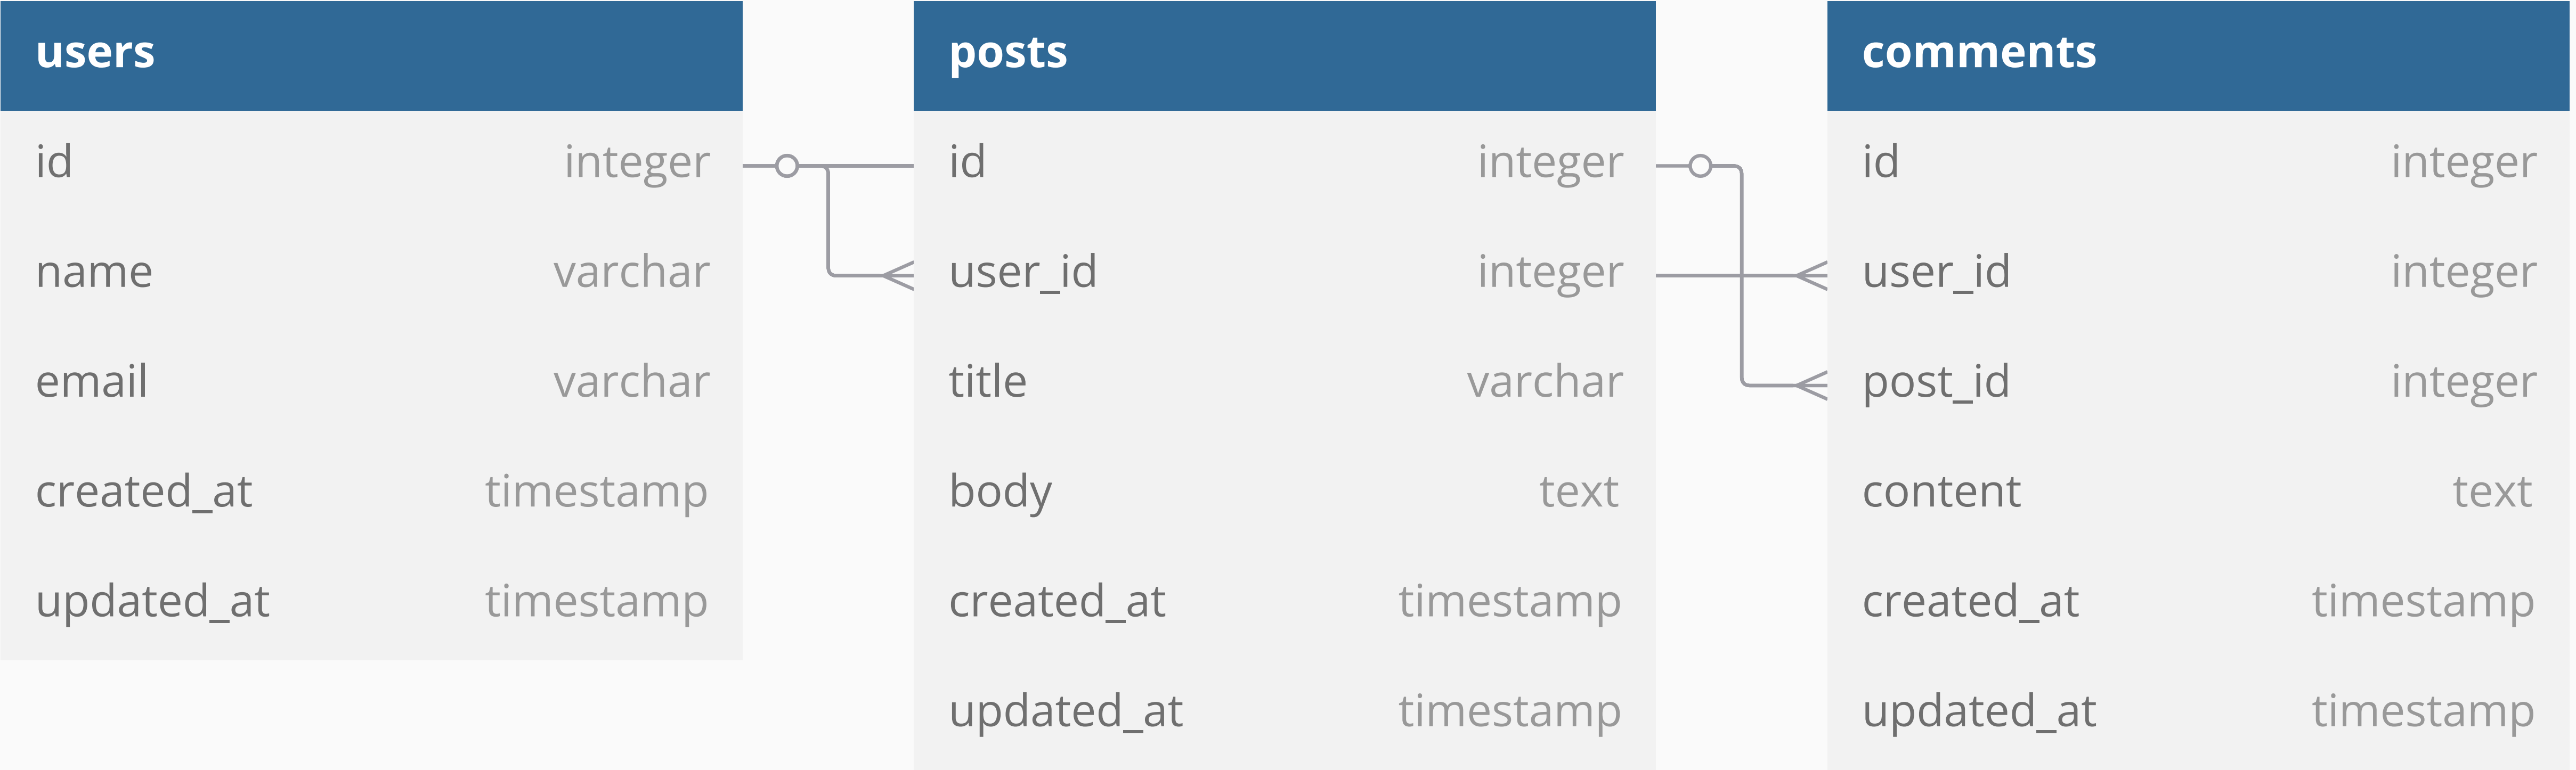 users
id integer
name varchar
email varchar
created_at timestamp
updated_at timestamp
posts
id integer
user_id integer
title varchar
body text
created_at timestamp
updated_at timestamp
comments
id integer
user_id integer
post_id integer
content text
created_at timestamp
updated_at timestamp